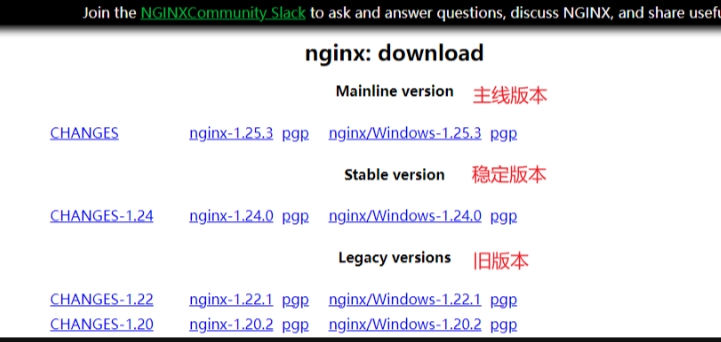 Join the NGINXCommunity Slack to ask and answer questions, discuss NGINX, and share
nginx: download
Mainline version 主线版本
CHANGES nginx-1.25.3 pgp nginx/Windows-1.25.3 pgp
Stable version 稳定版本
CHANGES-1.24 nginx-1.24.0 pgp nginx/Windows-1.24.0 pgp
Legacy versions 旧版本
CHANGES-1.22 nginx-1.22.1 pgp nginx/Windows-1.22.1 pgp
CHANGES-1.20 nginx-1.20.2 pgp nginx/Windows-1.20.2 pgp